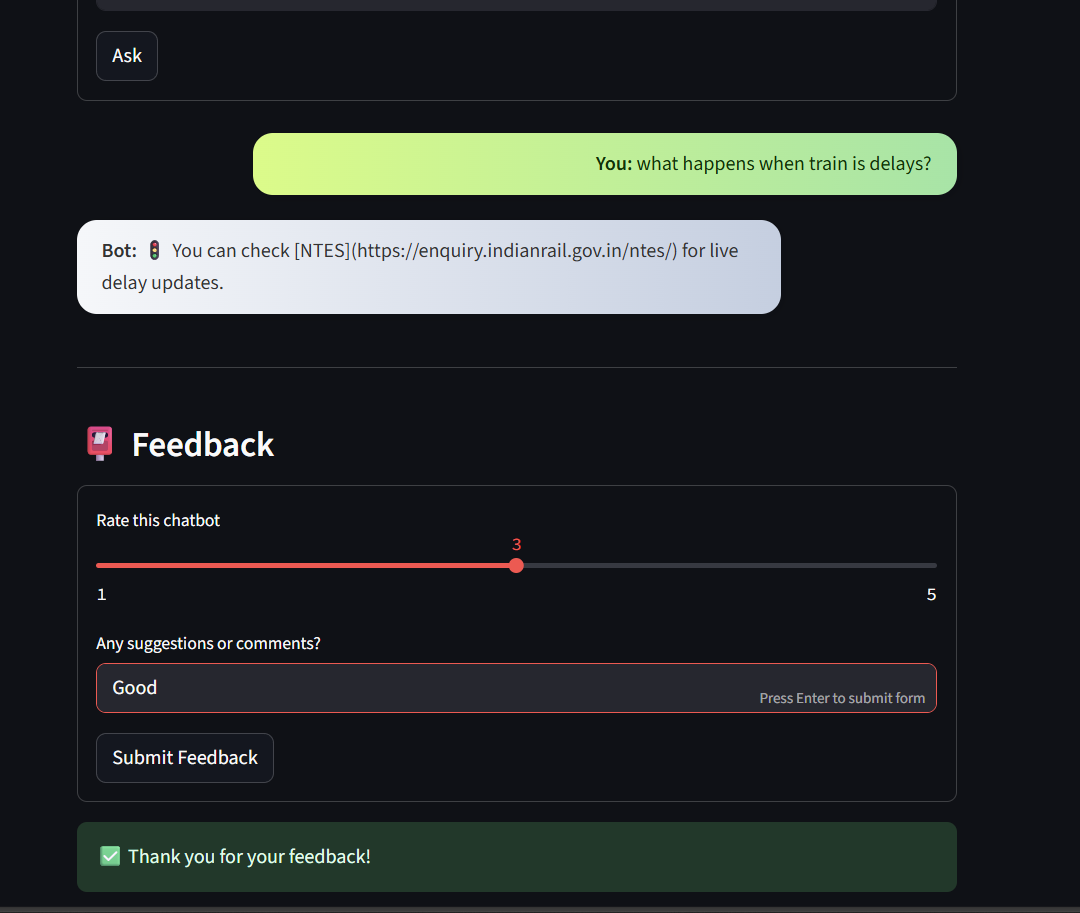 Ask
You: what happens when train is delays?
Bot: 🚦 You can check [NTES](https://enquiry.indianrail.gov.in/ntes/) for live
delay updates.
Feedback
Rate this chatbot
3
1 5
Any suggestions or comments?
Good
Press Enter to submit form
Submit Feedback
✅ Thank you for your feedback!